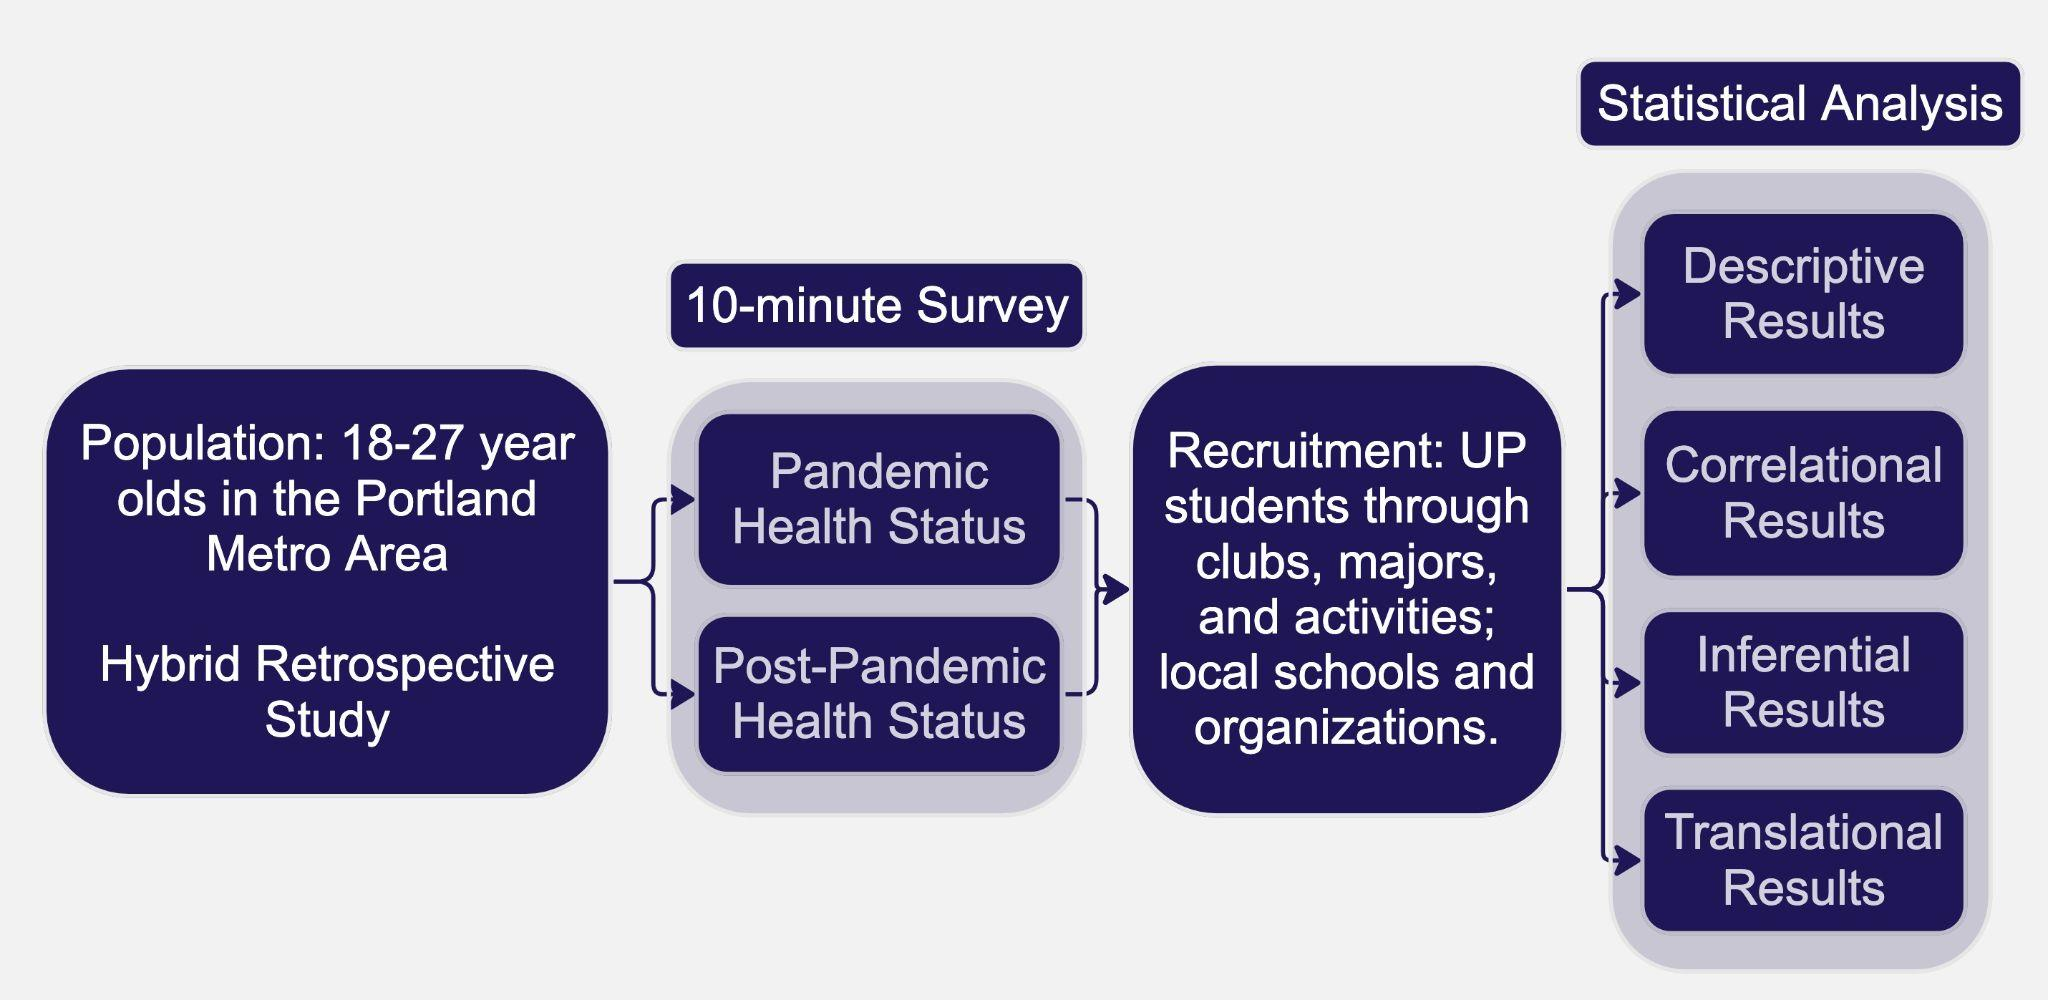 Population: 18-27 year
olds in the Portland
Metro Area
Hybrid Retrospective
Study
10-minute Survey
Pandemic
Health Status
Post-Pandemic
Health Status
Recruitment: UP
students through
clubs, majors,
and activities;
local schools and
organizations.
Statistical Analysis
Descriptive
Results
Correlational
Results
Inferential
Results
Translational
Results